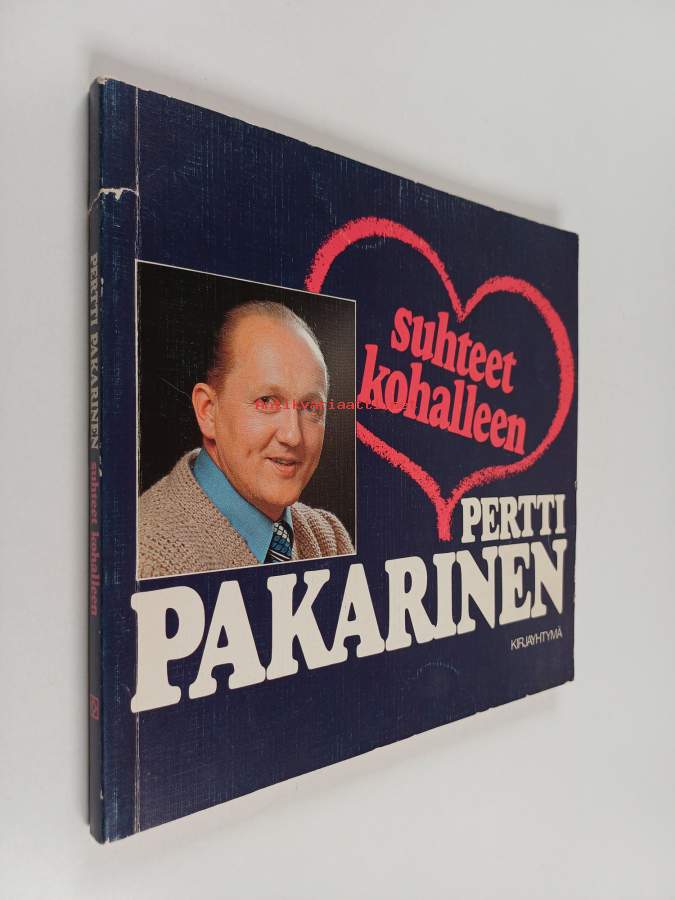 PERTTI PAKARINEN suhteet kohalleen
suhteet
kohalleen
PERTTI
PAKARINEN
KIRJAYHTYMÄ